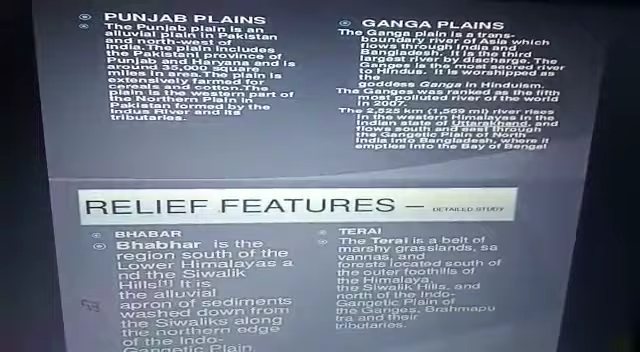 PUNJAB PLAINS
The Punjab plain is an
alluvial plain in Pakistan
and north-west of
India.The plain includes
the Pakistani province of
Punjab and Haryana and is
around 35,000 square
miles in area.The plain is
extensively farmed for
cereals and cotton.The
plain is the western part of
the Northern Plain in
Pakistan formed by the
Indus River and its
tributaries.
GANGA PLAINS
The Ganga plain is a trans-
boundary river of Asia which
flows through India and
Bangladesh. It is the third
largest river by discharge. The
Ganges is the most sacred river
to Hindus. It is worshipped as
the
goddess Ganga in Hinduism.
The Ganges was ranked as the fifth
most polluted river of the world
in 2007.
The 2,525 km (1,569 mi) river rises
in the western Himalayas in the
Indian state of Uttarakhand, and
flows south and east through
the Gangetic Plain of North
India into Bangladesh, where it
empties into the Bay of Bengal
RELIEF FEATURES – DETAILED STUDY
BHABAR
Bhabhar is the
region south of the
Lower Himalayas a
nd the Siwalik
Hills[1] It is
the alluvial
apron of sediments
washed down from
the Siwaliks along
the northern edge
of the Indo-
Gangetic Plain.
TERAI
The Terai is a belt of
marshy grasslands, sa
vannas, and
forests located south of
the outer foothills of
the Himalaya,
the Siwalik Hills, and
north of the Indo-
Gangetic Plain of
the Ganges, Brahmapu
tra and their
tributaries.